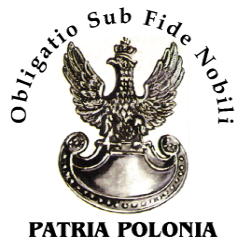 Obligatio Sub Fide Nobili
PATRIA POLONIA